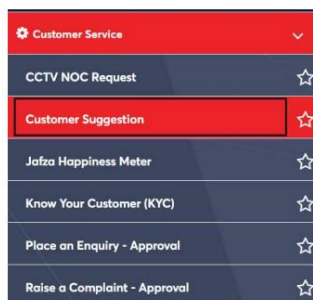 Customer Service
CCTV NOC Request
Customer Suggestion
Jafza Happiness Meter
Know Your Customer (KYC)
Place an Enquiry - Approval
Raise a Complaint - Approval